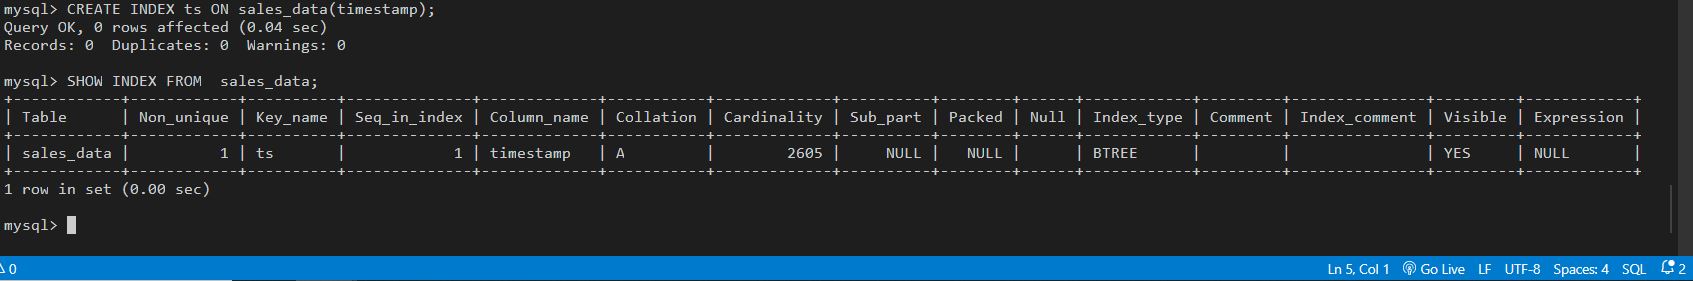 mysql> CREATE INDEX ts ON sales_data(timestamp);
Query OK, 0 rows affected (0.04 sec)
Records: 0  Duplicates: 0  Warnings: 0
mysql> SHOW INDEX FROM  sales_data;
+------------+------------+----------+--------------+-------------+-----------+-------------+----------+--------+------+------------+---------+---------------+---------+------------+
| Table      | Non_unique | Key_name | Seq_in_index | Column_name | Collation | Cardinality | Sub_part | Packed | Null | Index_type | Comment | Index_comment | Visible | Expression |
+------------+------------+----------+--------------+-------------+-----------+-------------+----------+--------+------+------------+---------+---------------+---------+------------+
| sales_data |          1 | ts       |            1 | timestamp   | A         |        2605 |     NULL |   NULL |      | BTREE      |         |               | YES     | NULL       |
+------------+------------+----------+--------------+-------------+-----------+-------------+----------+--------+------+------------+---------+---------------+---------+------------+
1 row in set (0.00 sec)
mysql>
0 Ln 5, Col 1 Go Live LF UTF-8 Spaces: 4 SQL 2